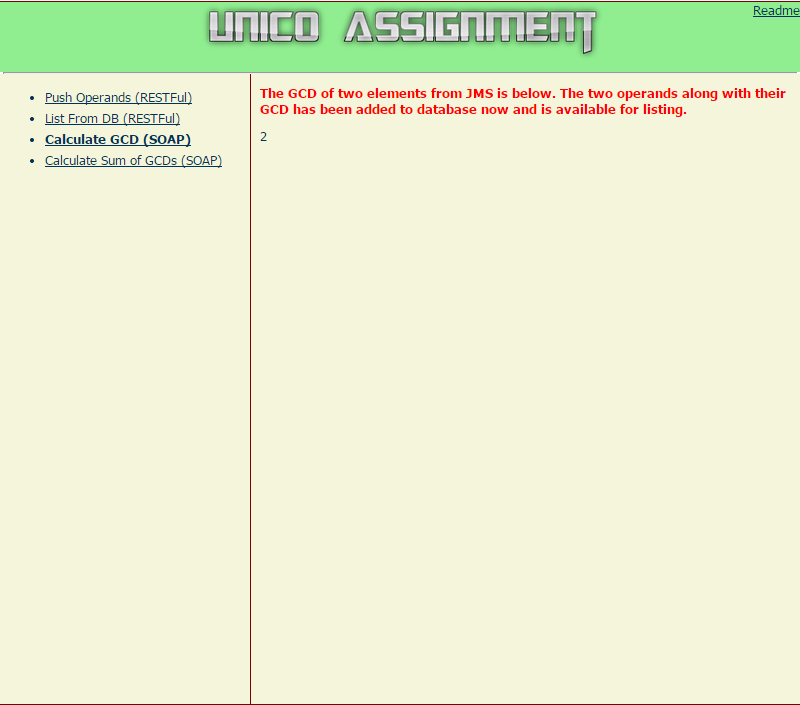 UNICO ASSIGNMENT
Readme
Push Operands (RESTFul)
List From DB (RESTFul)
Calculate GCD (SOAP)
Calculate Sum of GCDs (SOAP)
The GCD of two elements from JMS is below. The two operands along with their
GCD has been added to database now and is available for listing.
2